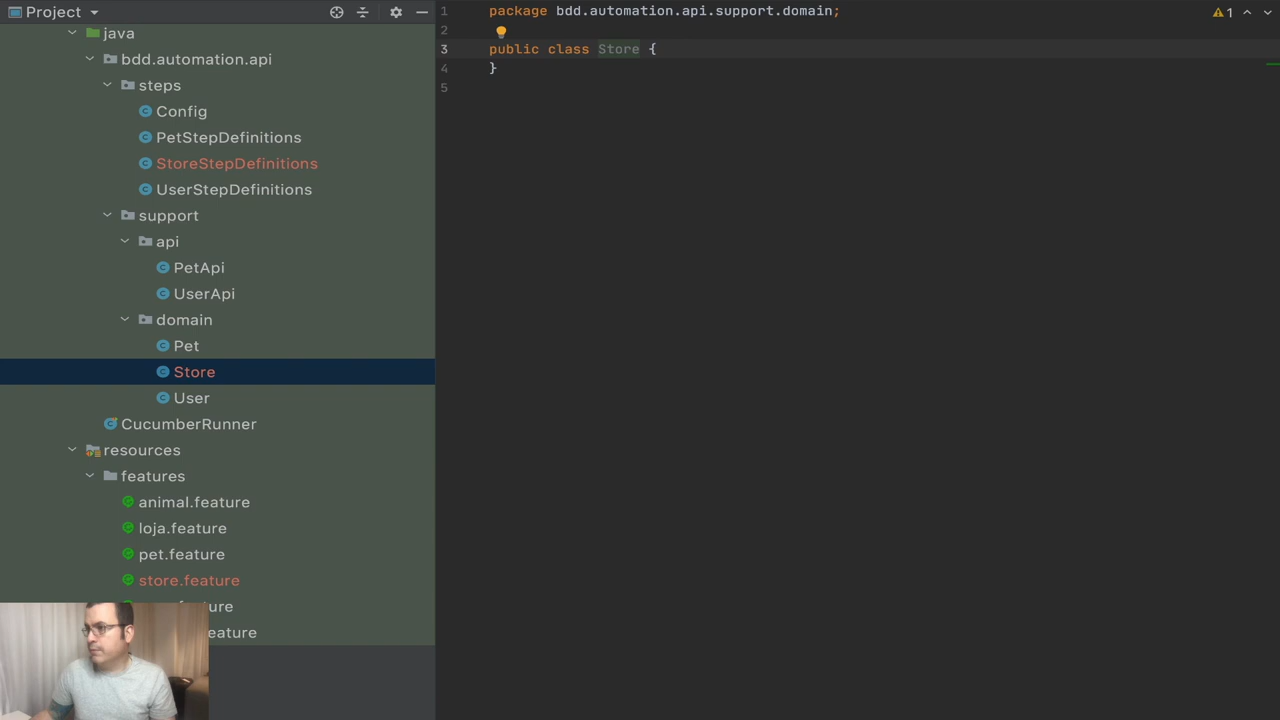 Project
java
bdd.automation.api
steps
Config
PetStepDefinitions
StoreStepDefinitions
UserStepDefinitions
support
api
PetApi
UserApi
domain
Pet
Store
User
CucumberRunner
resources
features
animal.feature
loja.feature
pet.feature
store.feature
1 package bdd.automation.api.support.domain;
2
3 public class Store {
4 }
5
1